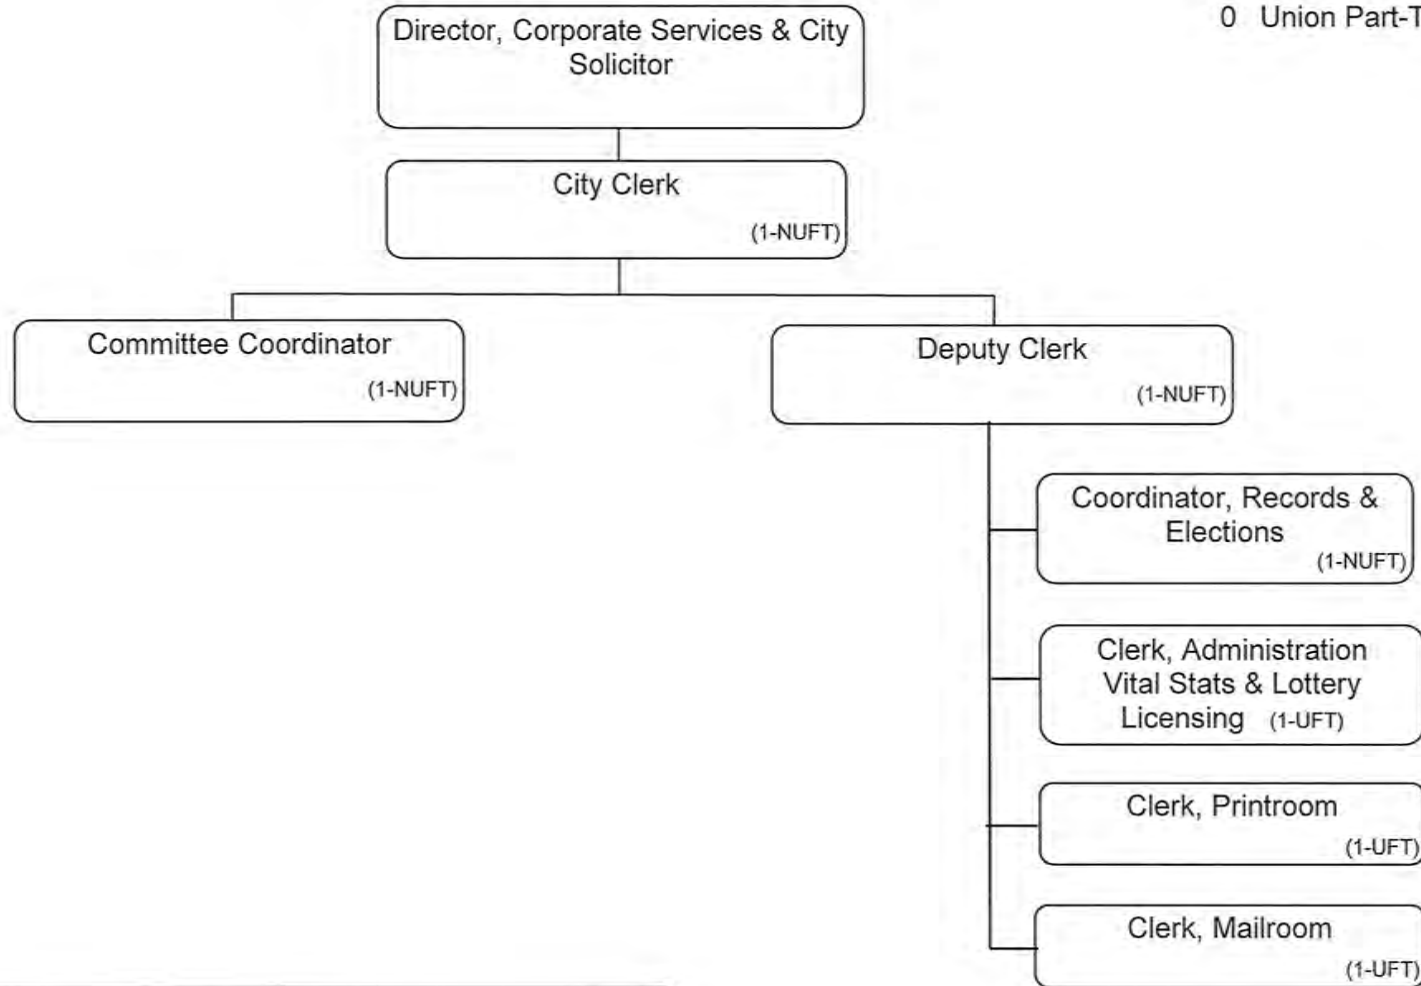 0 Union Part-T
Director, Corporate Services & City
Solicitor
City Clerk
(1-NUFT)
Committee Coordinator
(1-NUFT)
Deputy Clerk
(1-NUFT)
Coordinator, Records &
Elections
(1-NUFT)
Clerk, Administration
Vital Stats & Lottery
Licensing (1-UFT)
Clerk, Printroom
(1-UFT)
Clerk, Mailroom
(1-UFT)